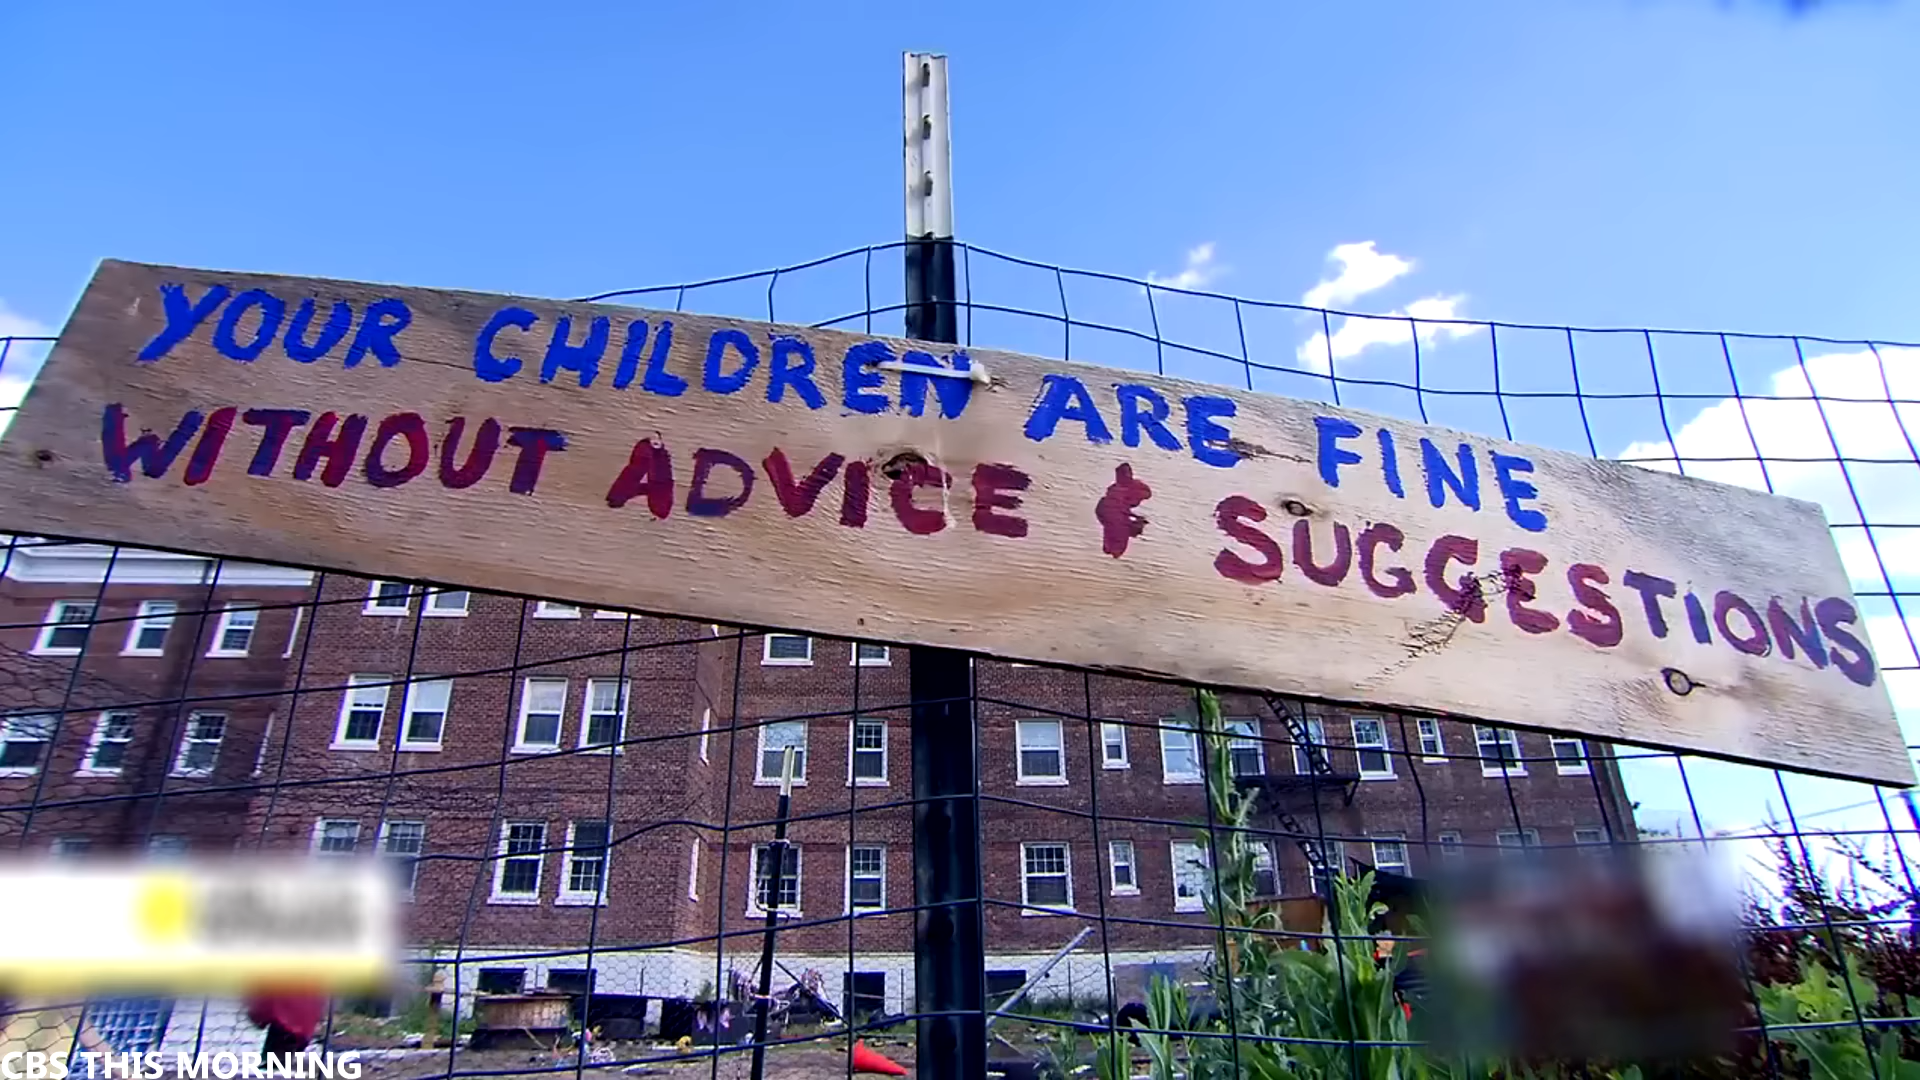 YOUR CHILDREN ARE FINE
WITHOUT ADVICE & SUGGESTIONS
CBS THIS MORNING